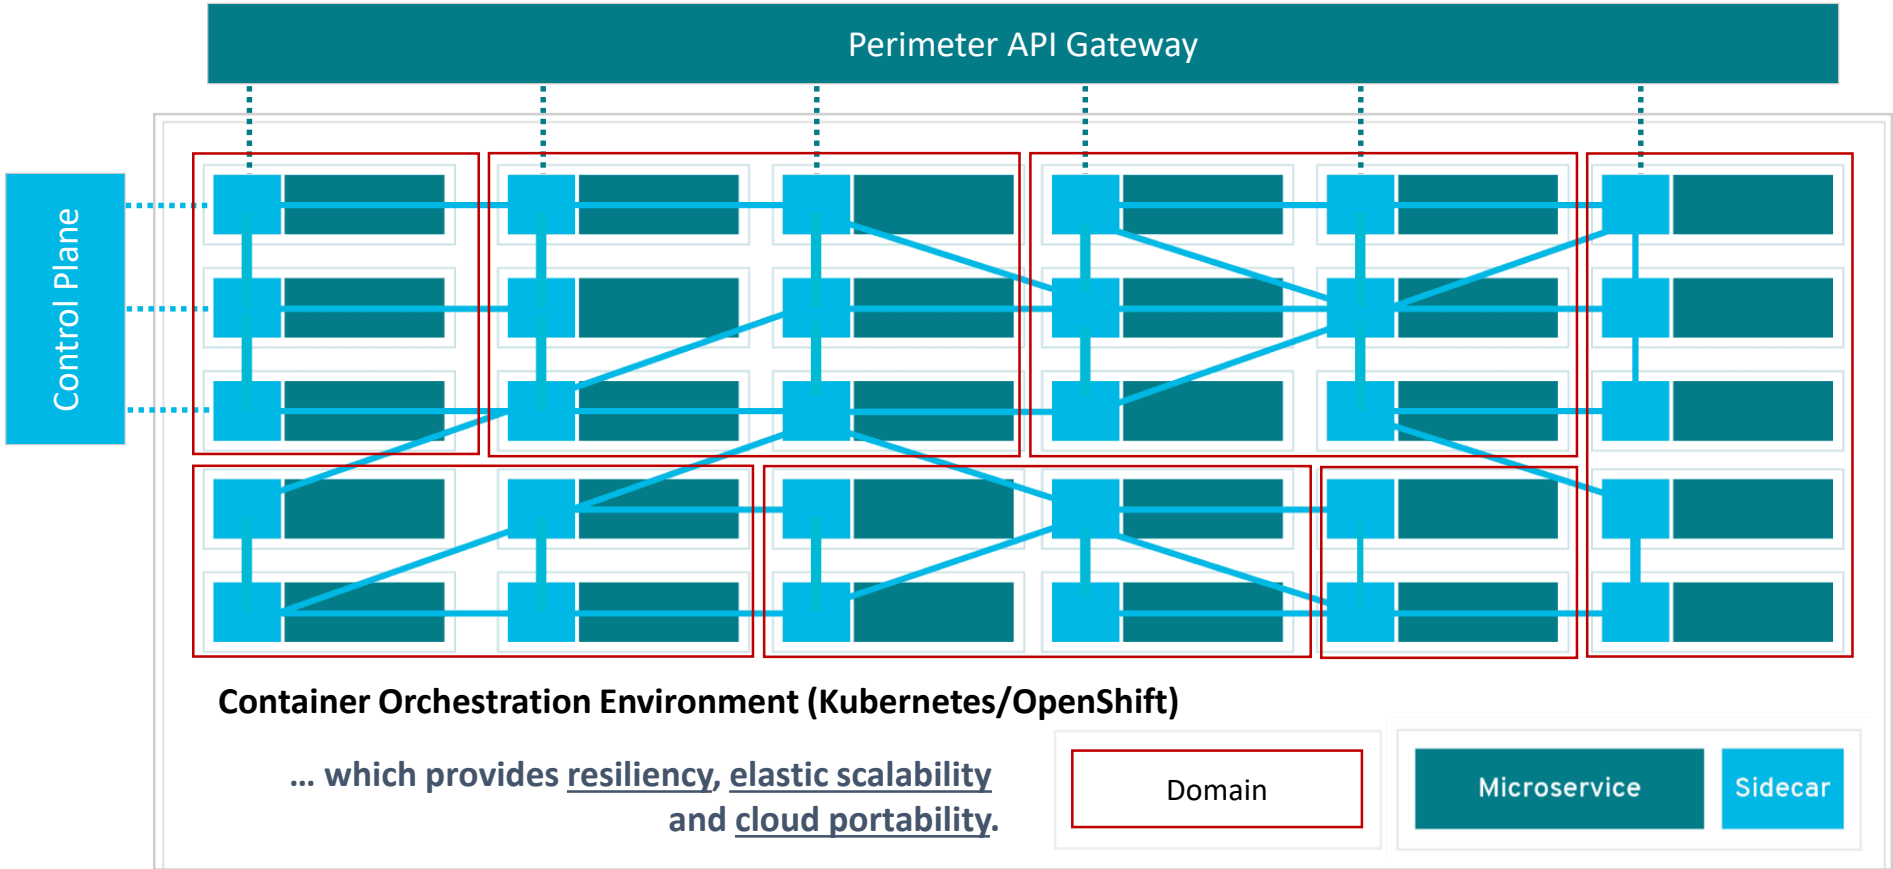 Perimeter API Gateway
Control Plane
Container Orchestration Environment (Kubernetes/OpenShift)
... which provides resiliency, elastic scalability
and cloud portability.
Domain
Microservice
Sidecar